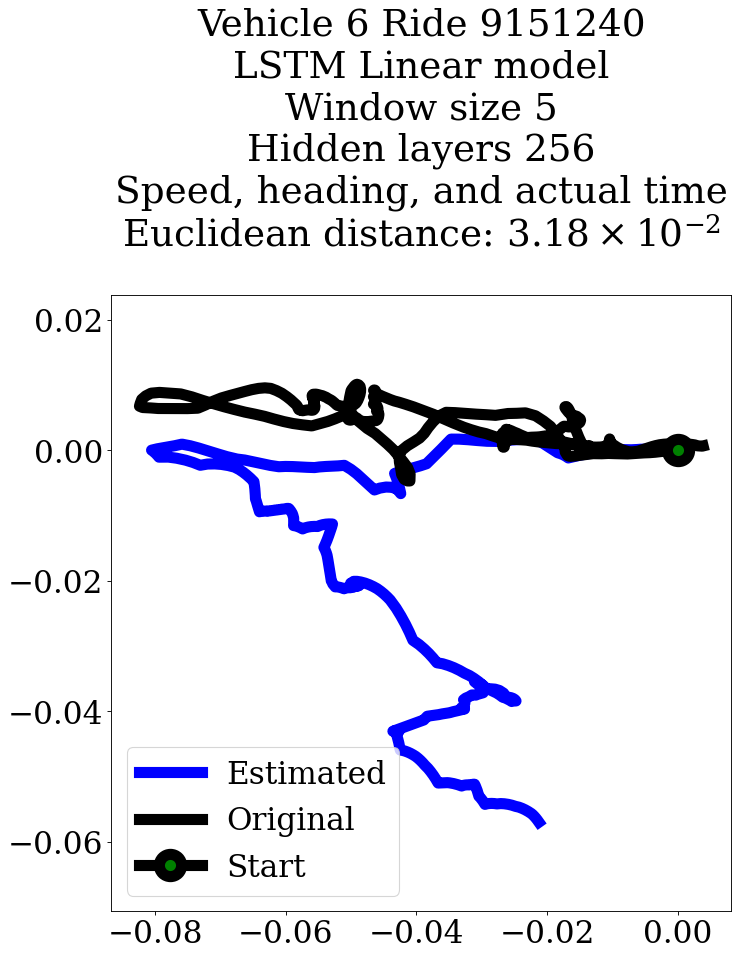 Vehicle 6 Ride 9151240
LSTM Linear model
Window size 5
Hidden layers 256
Speed, heading, and actual time
Euclidean distance: 3.18 × 10⁻²
0.02
0.00
−0.02
−0.04
−0.06
Estimated
Original
Start
−0.08 −0.06 −0.04 −0.02 0.00